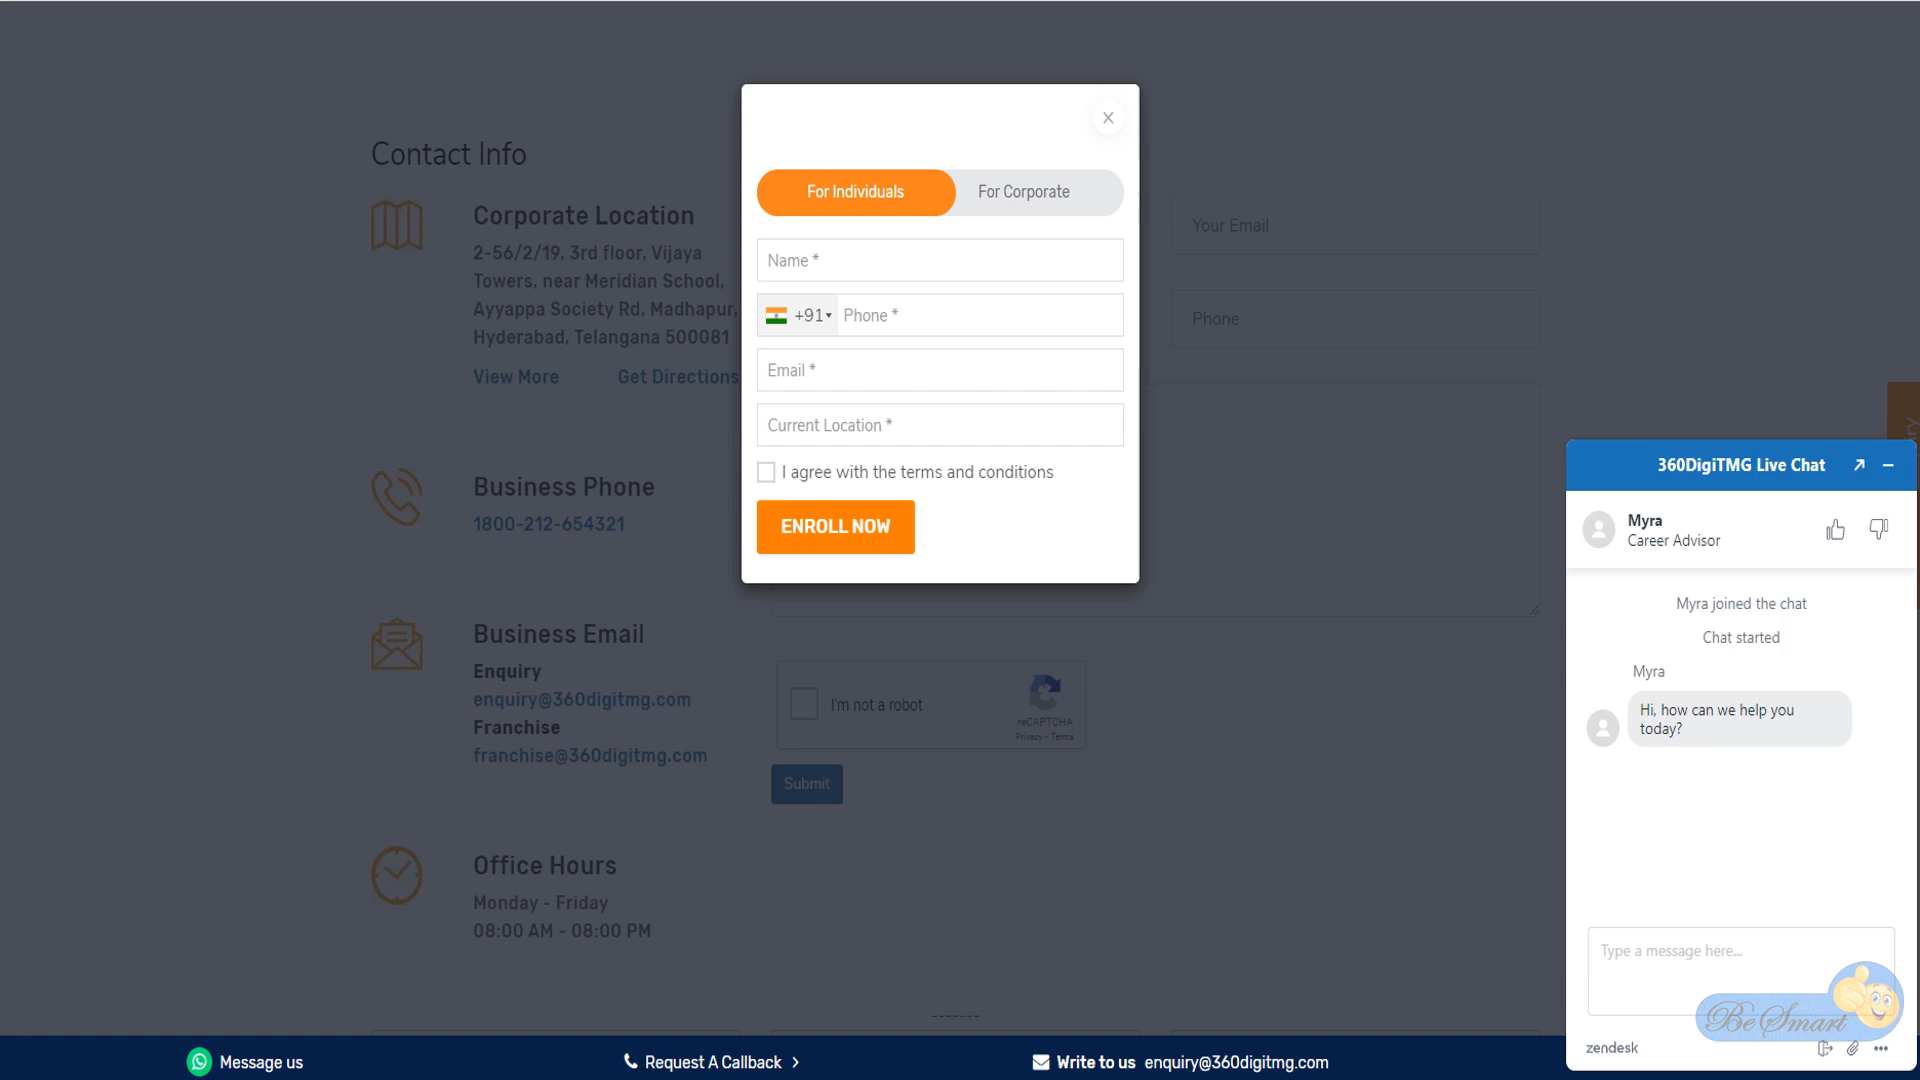 Contact Info
Corporate Location
2-56/2/19, 3rd floor, Vijaya
Towers, near Meridian School,
Ayyappa Society Rd, Madhapur,
Hyderabad, Telangana 500081
View More
Get Directions
Business Phone
1800-212-654321
Business Email
Enquiry
enquiry@360digitmg.com
Franchise
franchise@360digitmg.com
Office Hours
Monday - Friday
08:00 AM - 08:00 PM
X
For Individuals
For Corporate
Name *
+91
Phone *
Email *
Current Location *
I agree with the terms and conditions
ENROLL NOW
Your Email
Phone
I'm not a robot
reCAPTCHA
Privacy - Terms
Submit
360DigiTMG Live Chat
Myra
Career Advisor
Myra joined the chat
Chat started
Myra
Hi, how can we help you
today?
Type a message here...
Be Smart
zendesk
Message us
Request A Callback
Write to us enquiry@360digitmg.com